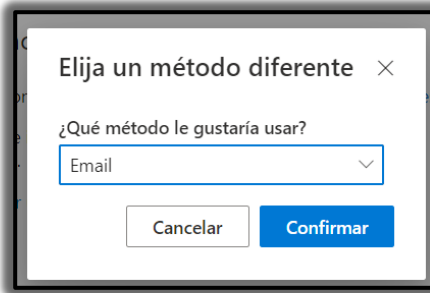 Elija un método diferente
¿Qué método le gustaría usar?
Email
Cancelar
Confirmar